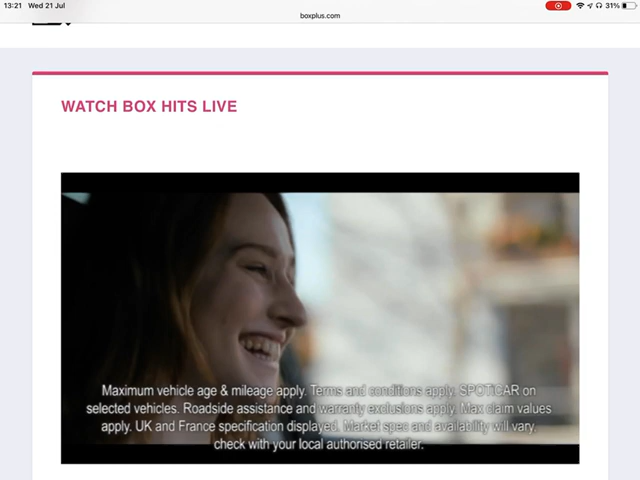 13:21 Wed 21 Jul 31%
boxplus.com
WATCH BOX HITS LIVE
Maximum vehicle age & mileage apply. Terms and conditions apply. SPOTiCAR on
selected vehicles. Roadside assistance and warranty exclusions apply. Max claim values
apply. UK and France specification displayed. Market spec and availability will vary,
check with your local authorised retailer.